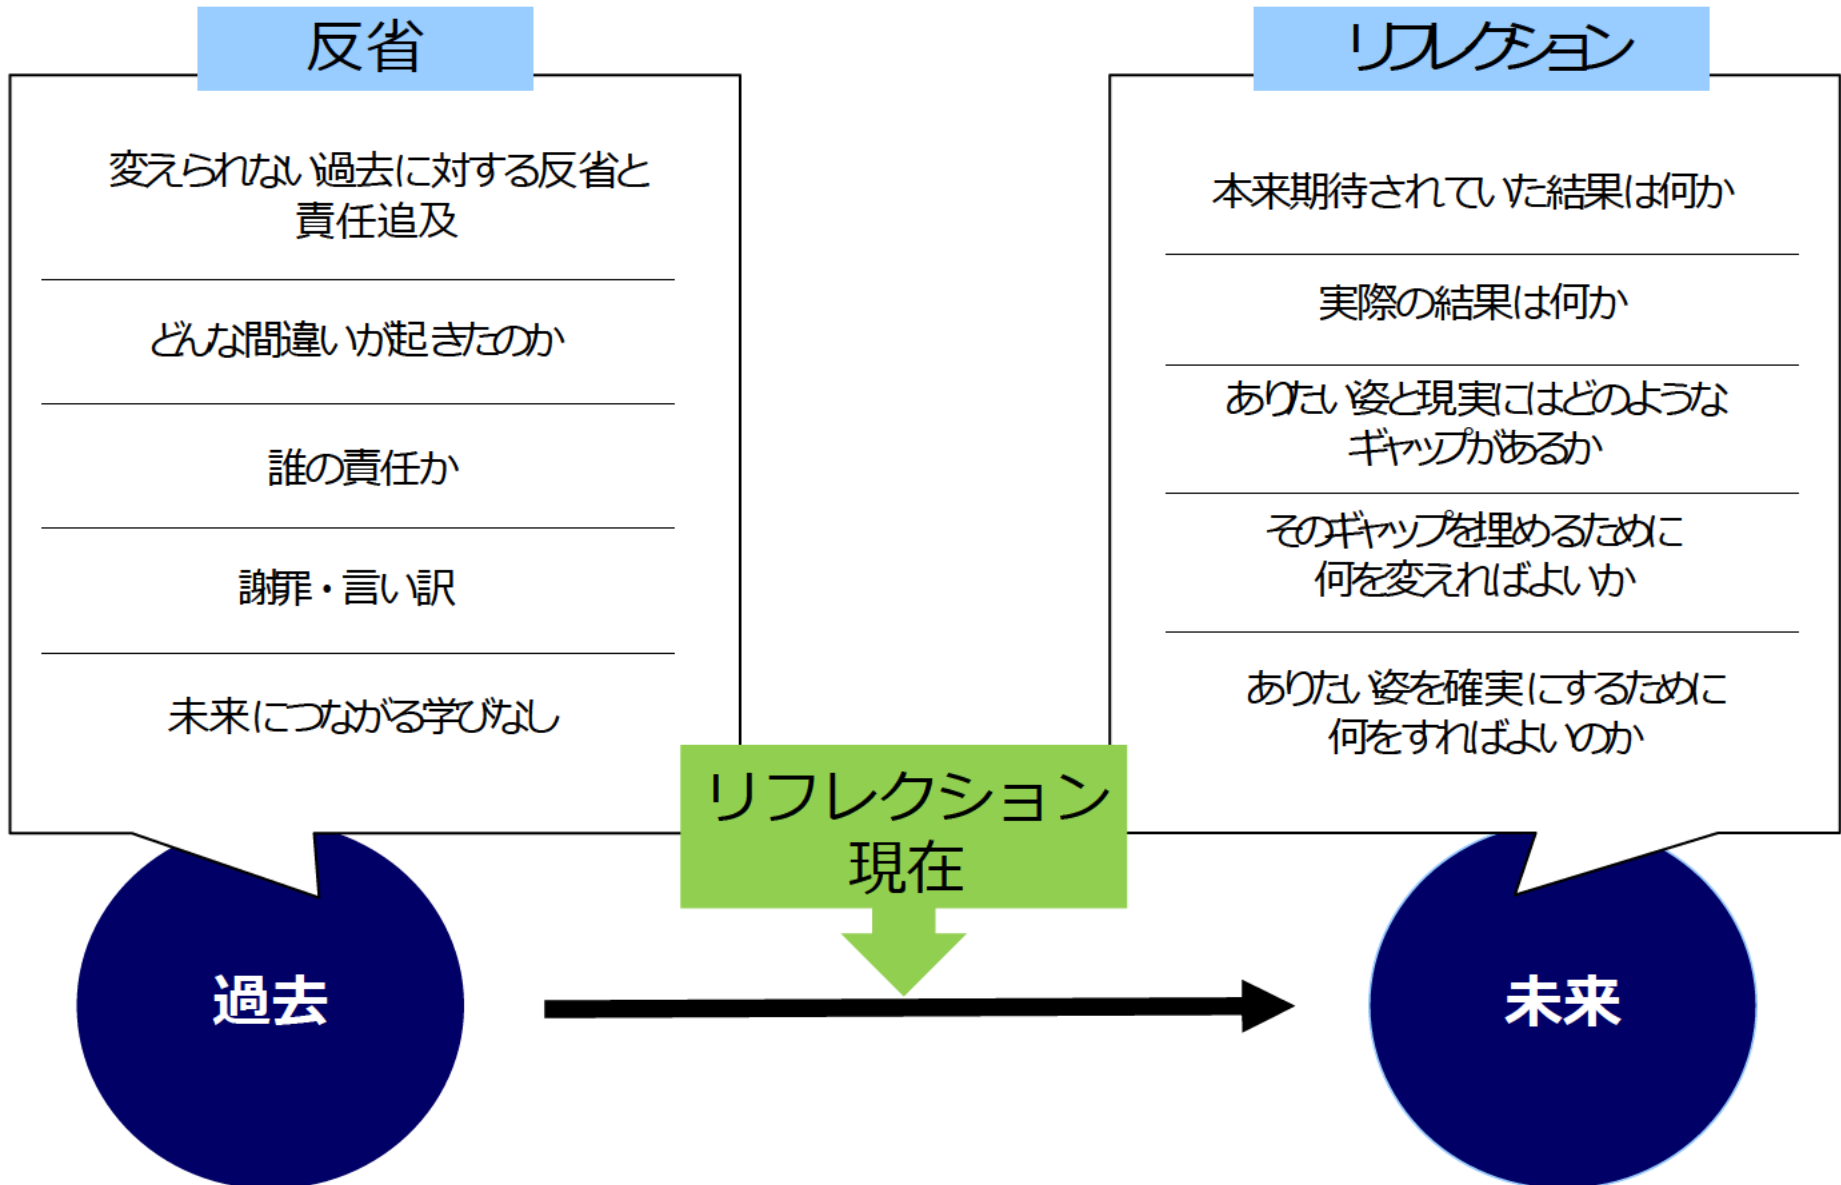 反省
変えられない過去に対する反省と
責任追及
どんな間違いが起きたのか
誰の責任か
謝罪・言い訳
未来につながる学びなし
リフレクション
本来期待されていた結果は何か
実際の結果は何か
ありたい姿と現実にはどのような
ギャップがあるか
そのギャップを埋めるために
何を変えればよいか
ありたい姿を確実にするために
何をすればよいのか
リフレクション
現在
過去
未来